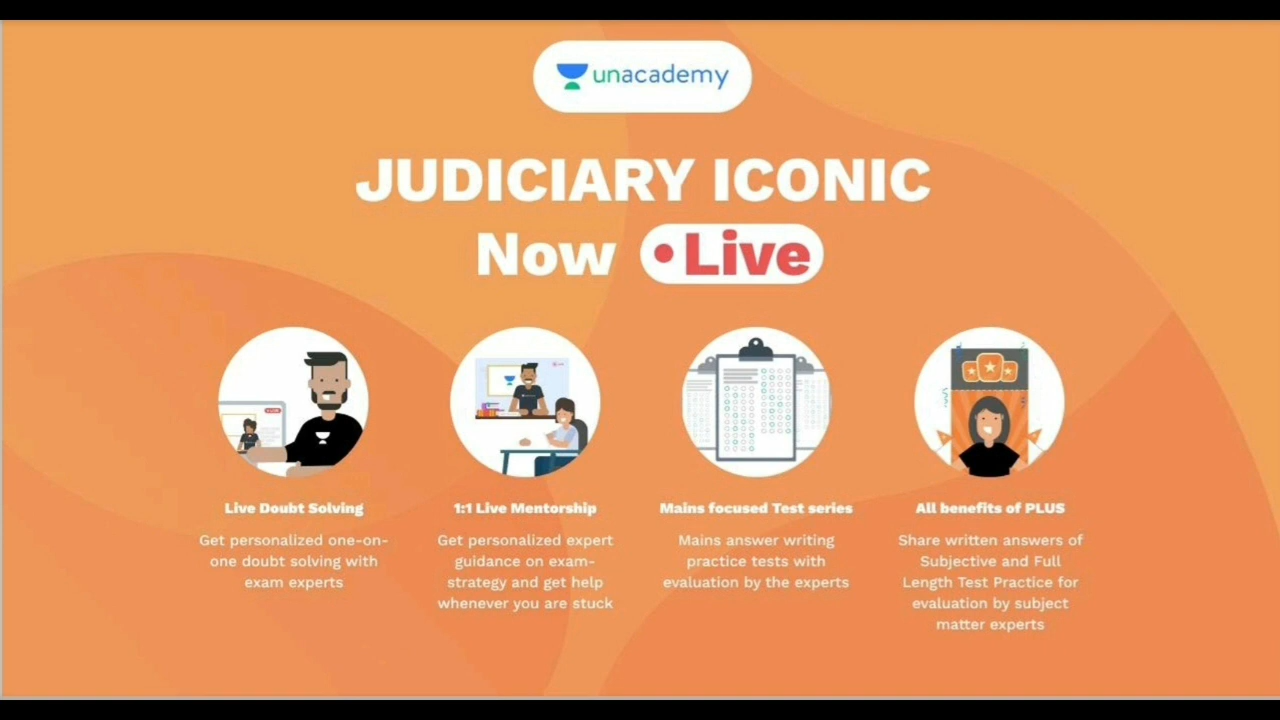 unacademy
JUDICIARY ICONIC
Now • Live
Live Doubt Solving
Get personalized one-on-
one doubt solving with
exam experts
1:1 Live Mentorship
Get personalized expert
guidance on exam-
strategy and get help
whenever you are stuck
Mains focused Test series
Mains answer writing
practice tests with
evaluation by the experts
All benefits of PLUS
Share written answers of
Subjective and Full
Length Test Practice for
evaluation by subject
matter experts